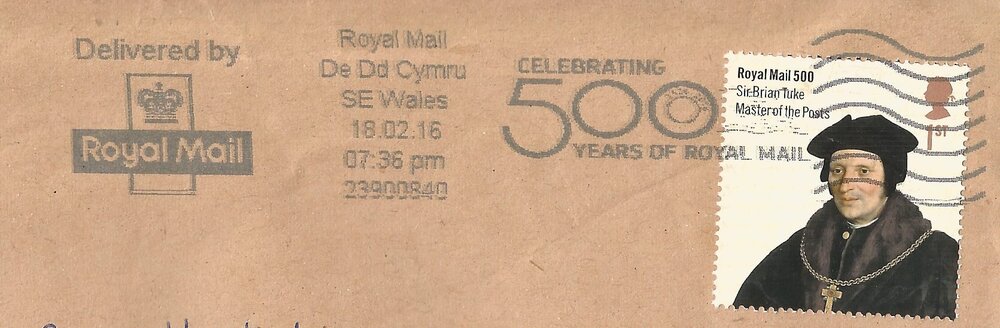 Delivered by
Royal Mail
Royal Mail
De Dd Cymru
SE Wales
18.02.16
07:36 pm
23900840
CELEBRATING
500
YEARS OF ROYAL MAIL
Royal Mail 500
Sir Brian Tuke
Master of the Posts
1ST